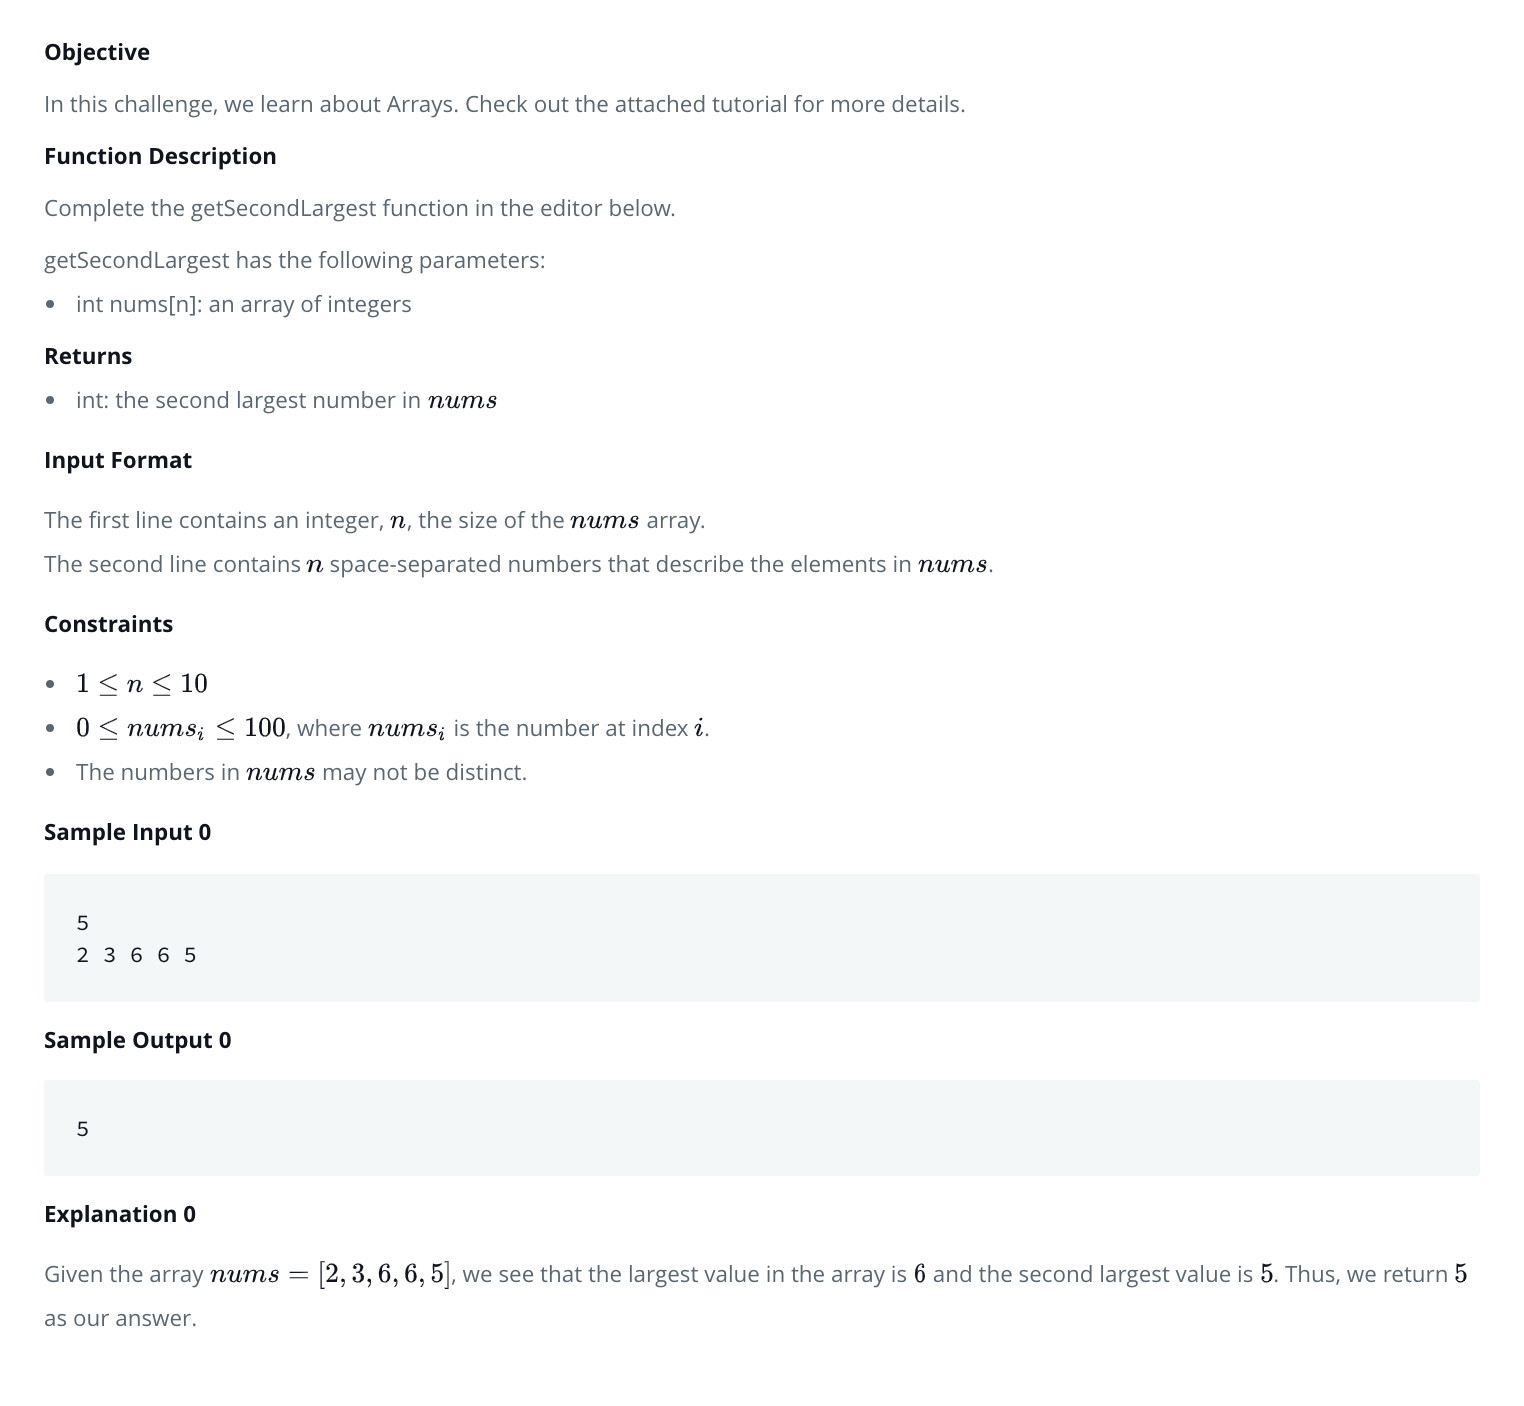 Objective
In this challenge, we learn about Arrays. Check out the attached tutorial for more details.
Function Description
Complete the getSecondLargest function in the editor below.
getSecondLargest has the following parameters:
• int nums[n]: an array of integers
Returns
• int: the second largest number in nums
Input Format
The first line contains an integer, n, the size of the nums array.
The second line contains n space-separated numbers that describe the elements in nums.
Constraints
• 1 ≤ n ≤ 10
• 0 ≤ numsᵢ ≤ 100, where numsᵢ is the number at index i.
• The numbers in nums may not be distinct.
Sample Input 0
5
2 3 6 6 5
Sample Output 0
5
Explanation 0
Given the array nums = [2, 3, 6, 6, 5], we see that the largest value in the array is 6 and the second largest value is 5. Thus, we return 5
as our answer.